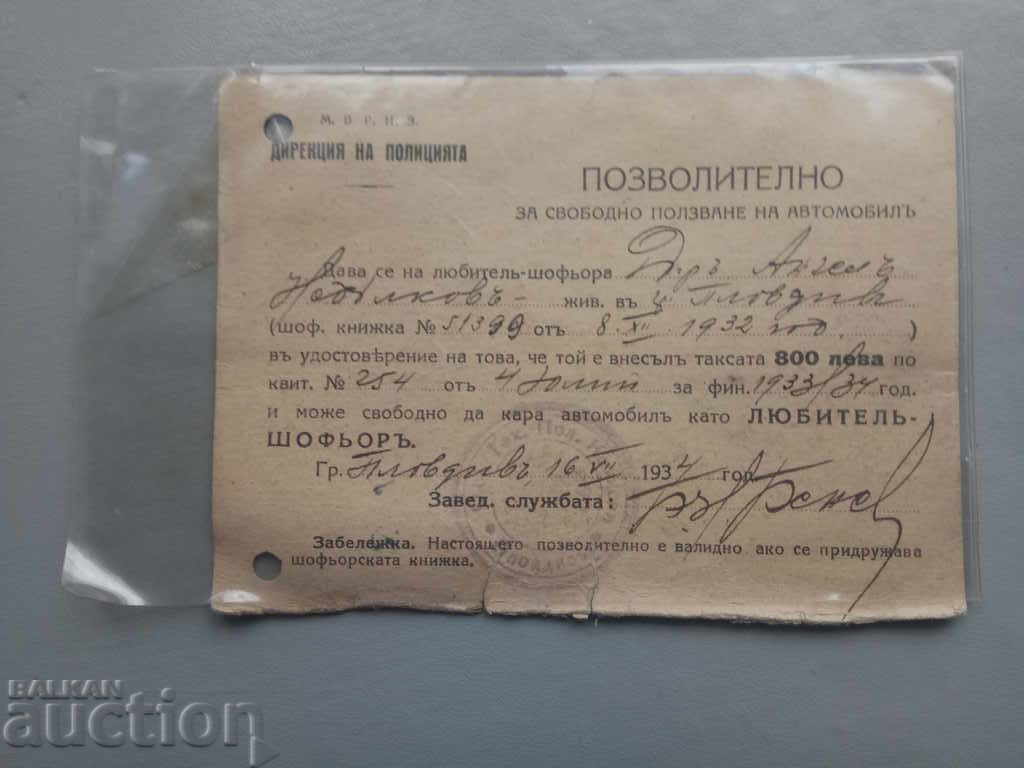 М. В. Р. Н. З.
ДИРЕКЦИЯ НА ПОЛИЦИЯТА
ПОЗВОЛИТЕЛНО
ЗА СВОБОДНО ПОЛЗВАНЕ НА АВТОМОБИЛЪ
Дава се на любитель-шофьора Д-ръ Ангелъ
Недѣлковъ жив. въ гр. Пловдивъ
(шоф. книжка № 51399 отъ 8. XII 1932 год. )
въ удостовѣрение на това, че той е внесълъ таксата 800 лева по
квит. № 254 отъ 4 Юлий за фин. 1933/34 год.
и може свободно да кара автомобилъ като ЛЮБИТЕЛЬ-
ШОФЬОРЪ.
Гр. Пловдивъ 16 VII 1934 год.
Завед. службата:
Забележка. Настоящето позволително е валидно ако се придружава
шофьорската книжка.
BALKAN
auction